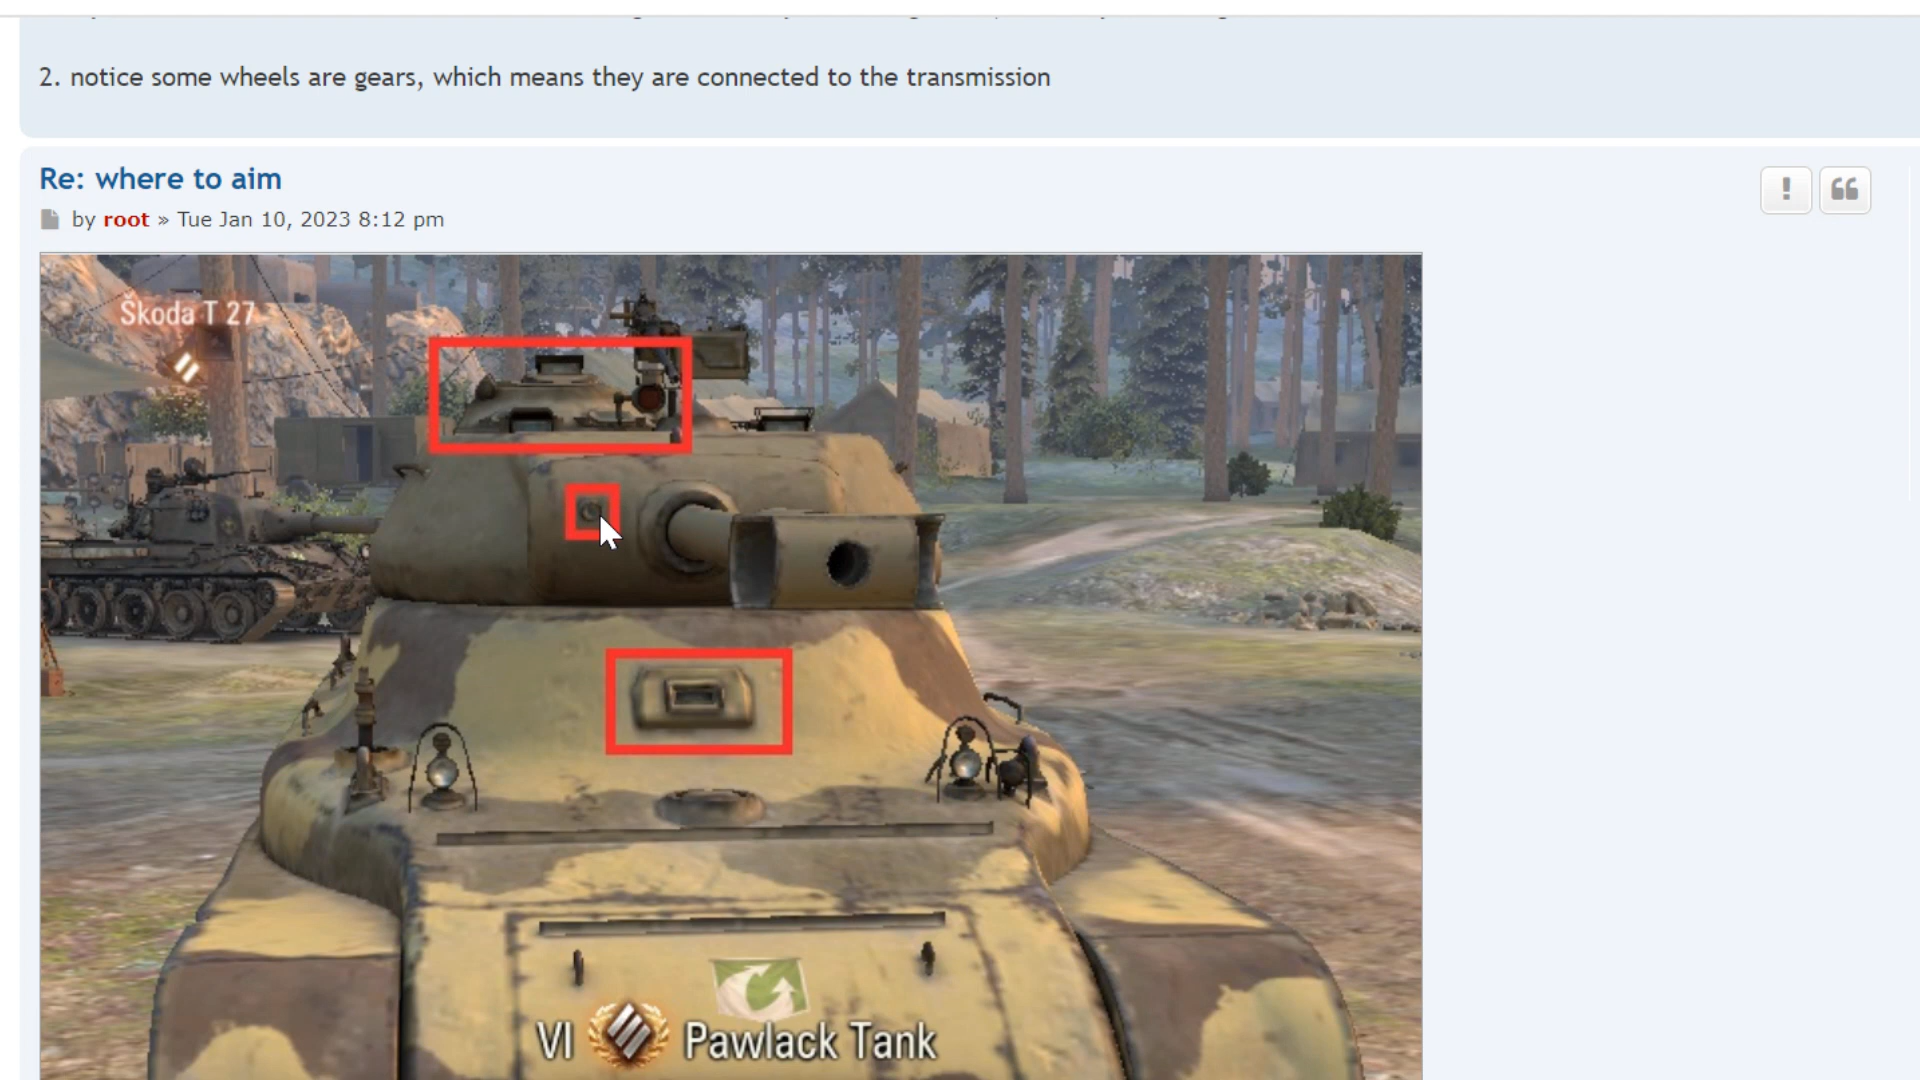 2. notice some wheels are gears, which means they are connected to the transmission
Re: where to aim
by root » Tue Jan 10, 2023 8:12 pm
Škoda T 27
VI Pawlack Tank